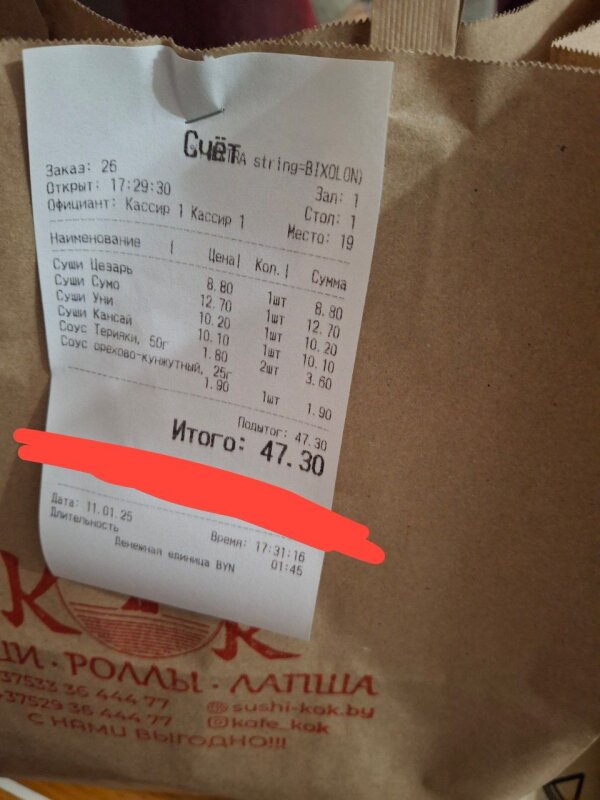 Счёт
RA string=BIXOLON)
Заказ: 26 Зал: 1
Открыт: 17:29:30 Стол: 1
Официант: Кассир 1 Кассир 1 Место: 19
Наименование | Цена| Кол.| Сумма
Суши Цезарь
8.80 1шт 8.80
Суши Сумо
12.70 1шт 12.70
Суши Уни
10.20 1шт 10.20
Суши Кансай
10.10 1шт 10.10
Соус Терияки, 50г
1.80 2шт 3.60
Соус орехово-кунжутный, 25г
1.90 1шт 1.90
Подытог: 47.30
Итого: 47.30
Дата: 11.01.25 Время: 17:31:16
Длительность 01:45
Денежная единица BYN
К К
ШИ · РОЛЛЫ · ЛАПША
37533 36 444 77 sushi-kok.by
+37529 36 444 77 kafe_kok
С НАМИ ВЫГОДНО!!!